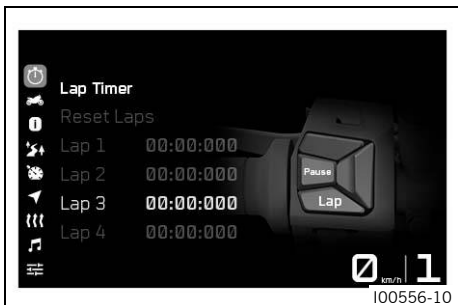 Lap Timer
Reset Laps
Lap 1 00:00:000
Lap 2 00:00:000
Lap 3 00:00:000
Lap 4 00:00:000
Pause
Lap
0 km/h 1
I00556-10